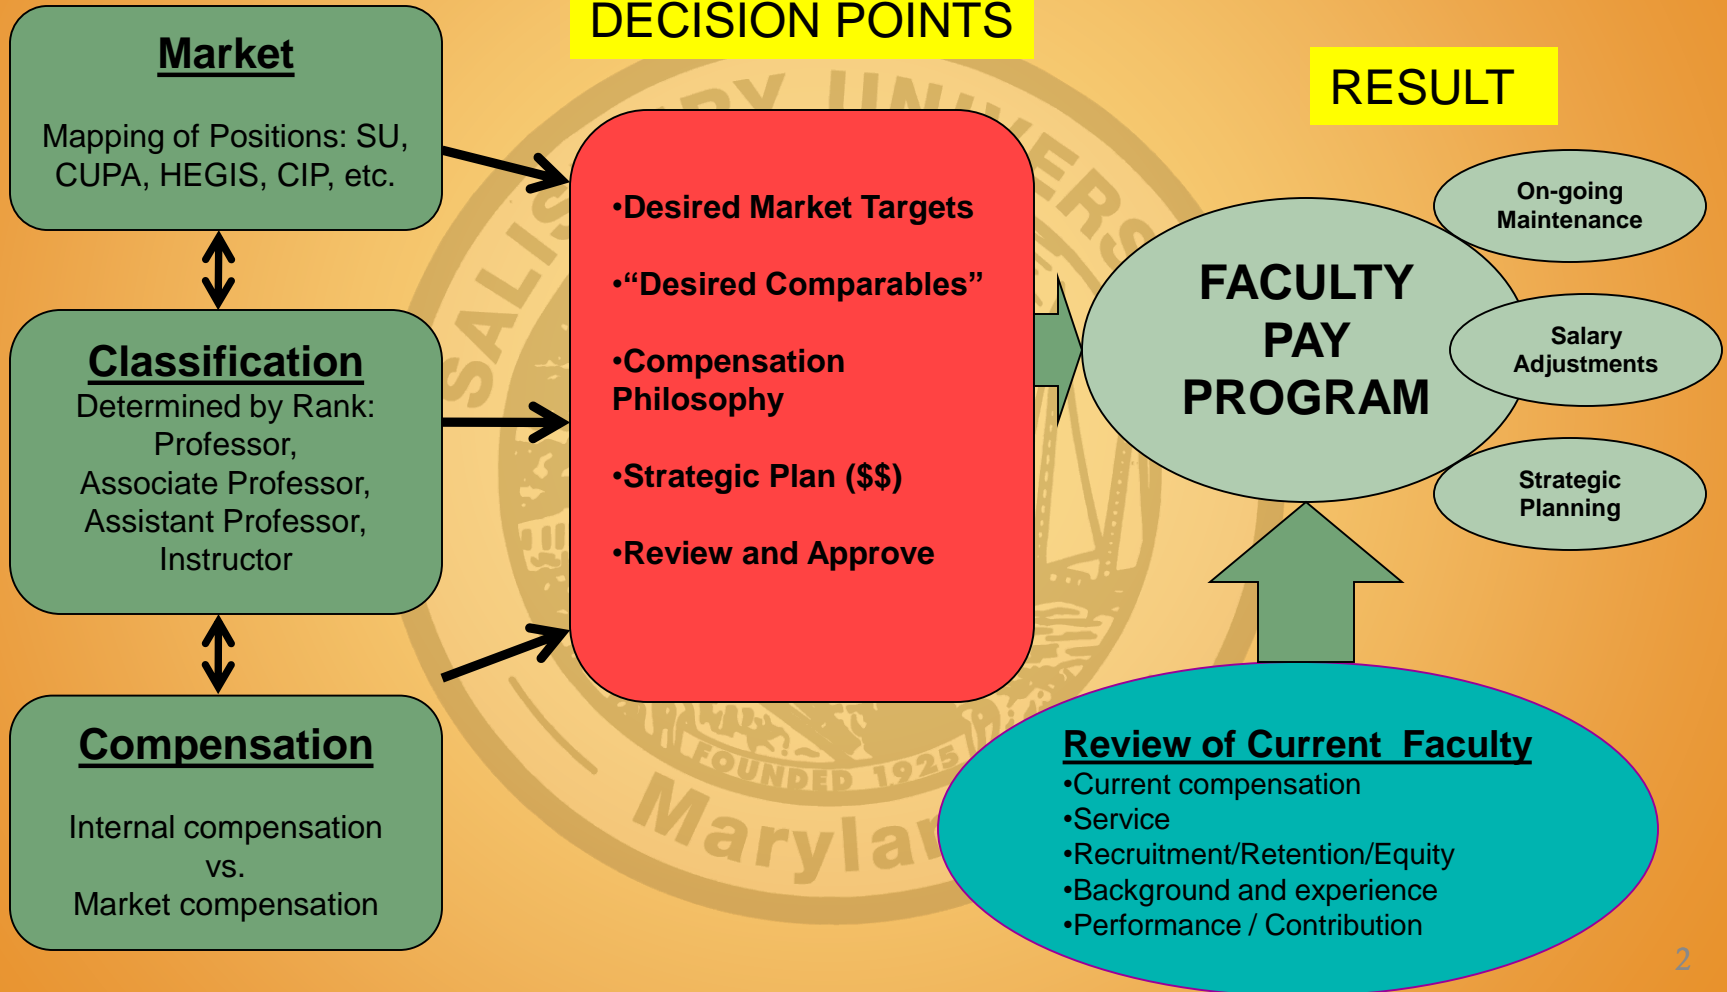 DECISION POINTS
RESULT
Market
Mapping of Positions: SU,
CUPA, HEGIS, CIP, etc.
Classification
Determined by Rank:
Professor,
Associate Professor,
Assistant Professor,
Instructor
Compensation
Internal compensation
vs.
Market compensation
•Desired Market Targets
•“Desired Comparables”
•Compensation
Philosophy
•Strategic Plan ($$)
•Review and Approve
FACULTY
PAY
PROGRAM
On-going
Maintenance
Salary
Adjustments
Strategic
Planning
Review of Current  Faculty
•Current compensation
•Service
•Recruitment/Retention/Equity
•Background and experience
•Performance / Contribution
FOUNDED 1925
2